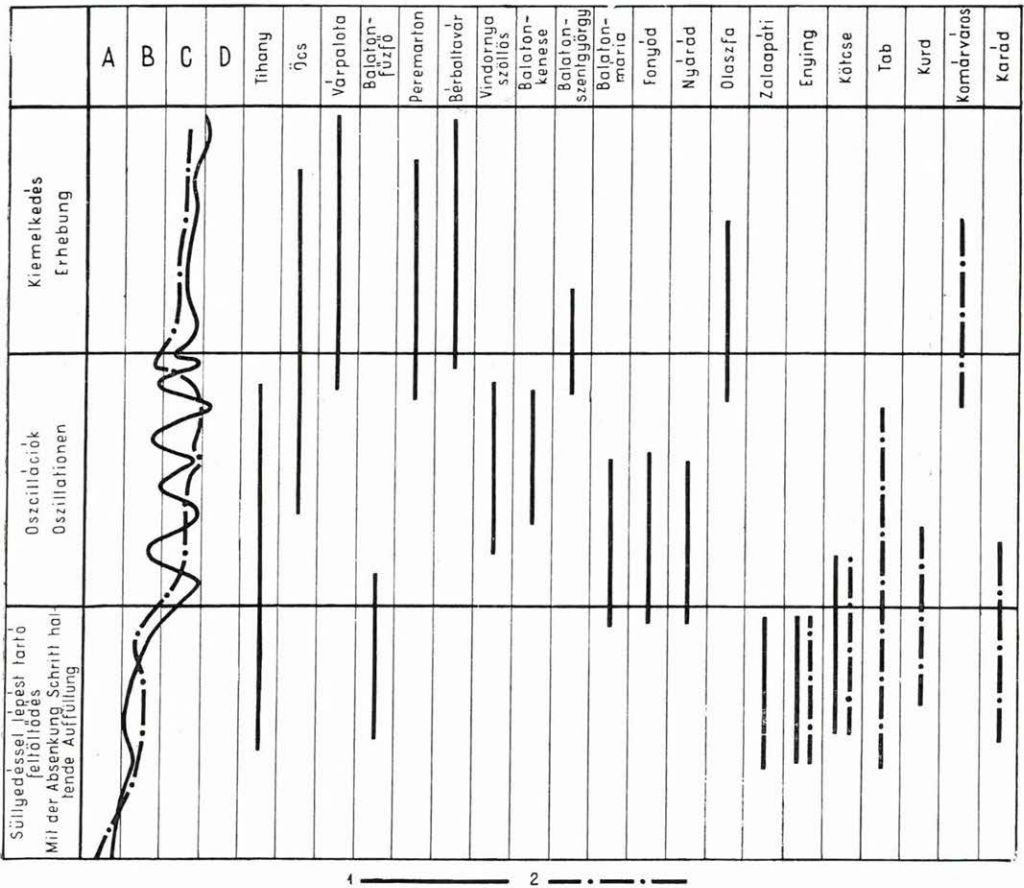 A
B
C
D
Tihany
Öcs
Várpalota
Balaton-
fűzfő
Peremarton
Bérbaltavár
Vindornya
szöllös
Balaton-
kenese
Balaton-
szentgyörgy
Balaton-
mária
Fonyód
Nyárád
Olaszfa
Zalaapáti
Enying
Kötcse
Tab
Kurd
Komárváros
Karád
Kiemelkedés
Erhebung
Oszcillációk
Oszillationen
Süllyedéssel lépést tartó
feltöltödés
Mit der Absenkung Schritt hal-
tende Auffüllung
1
2